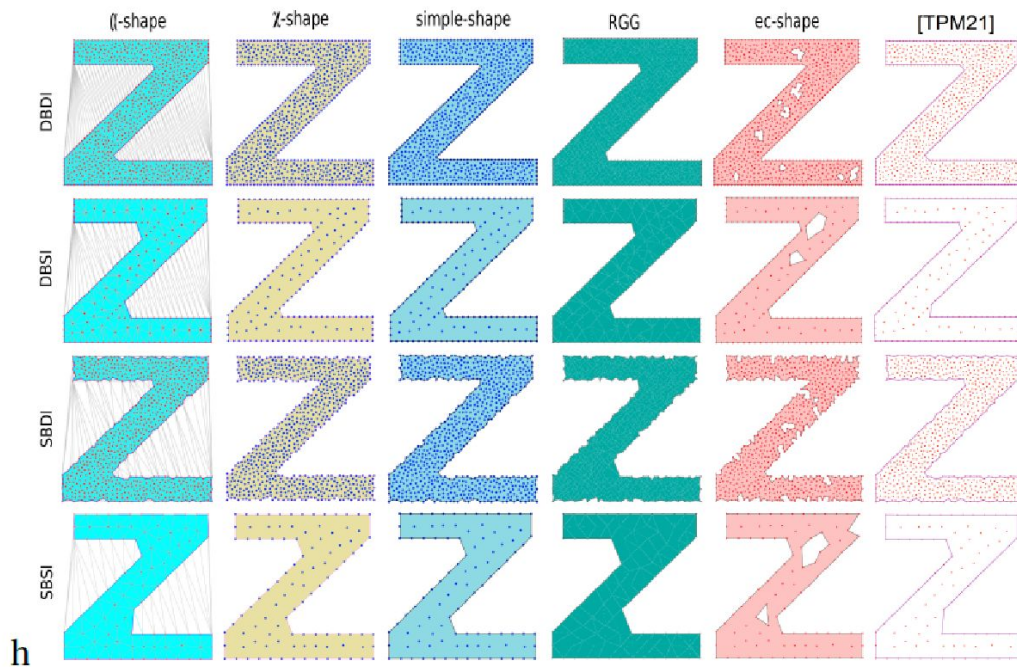 α-shape χ-shape simple-shape RGG ec-shape [TPM21]
DBDI
DBSI
SBDI
SBSI
h